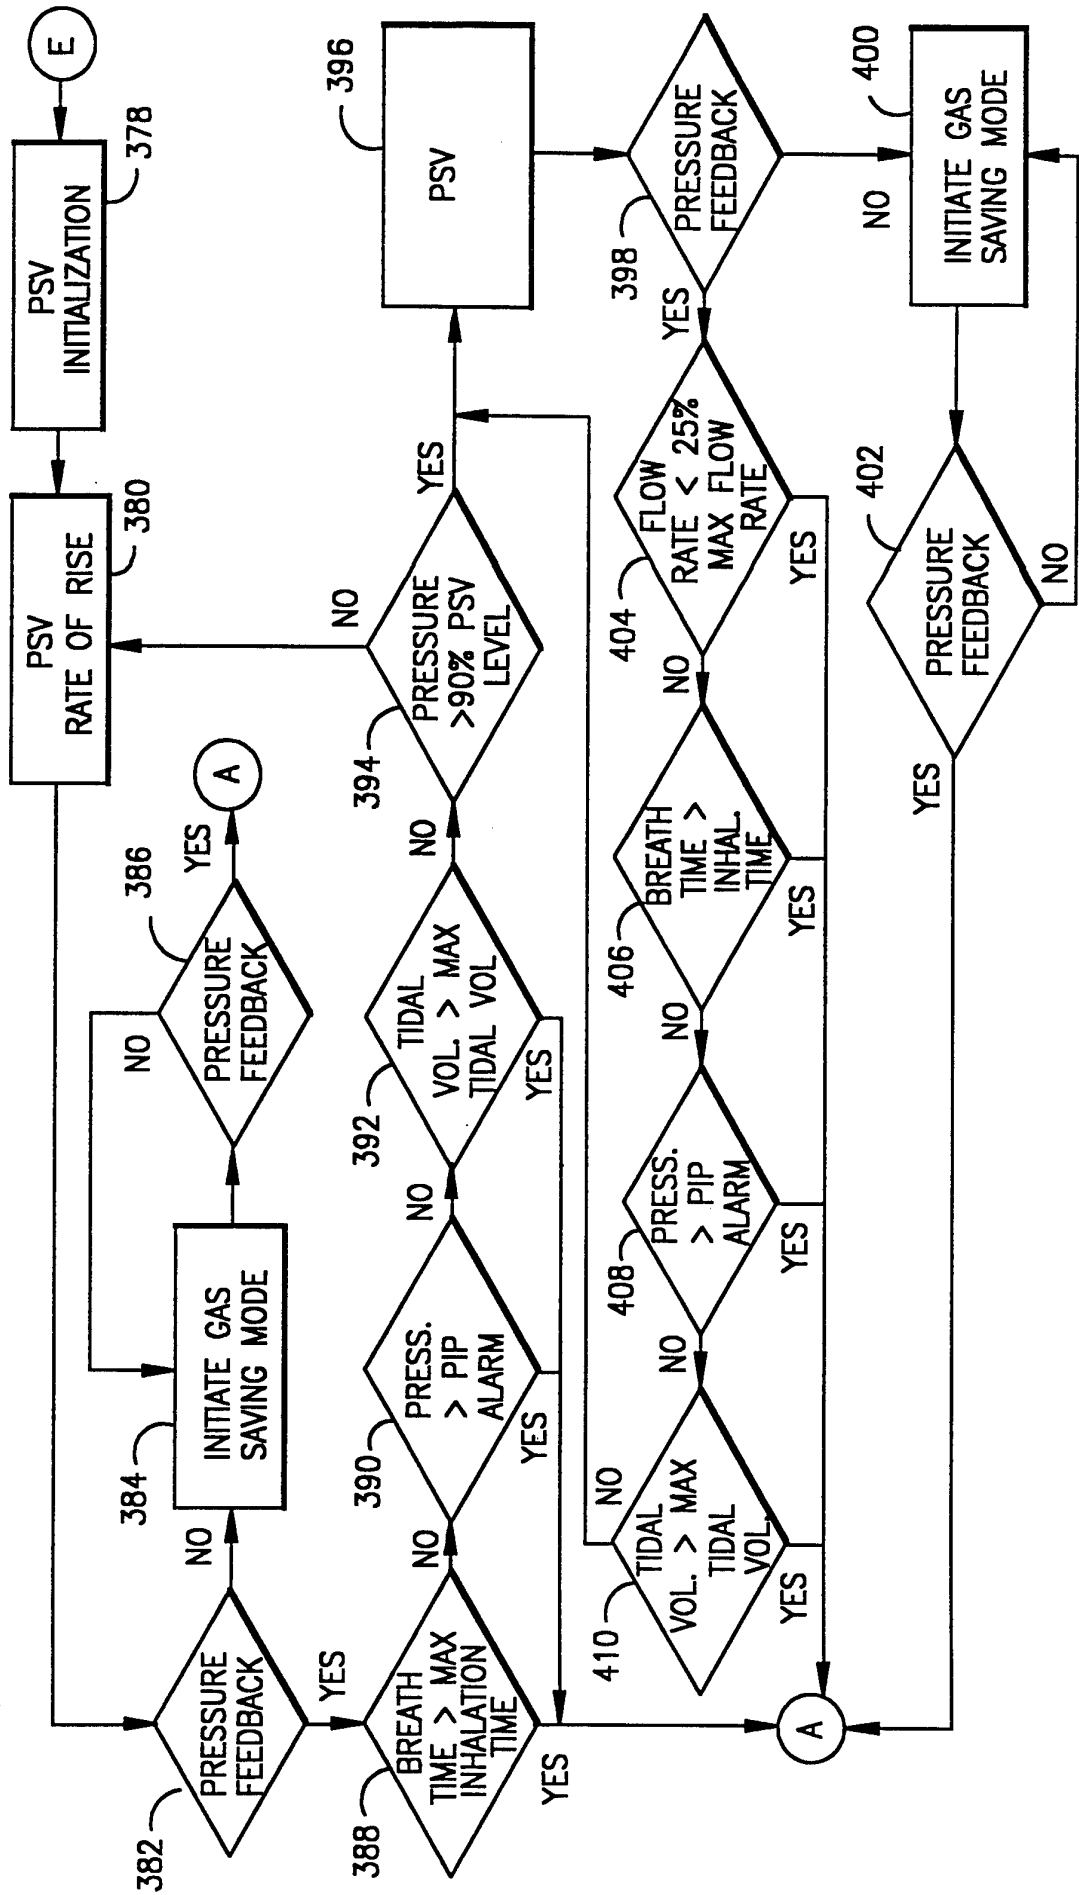 E
PSV
INITIALIZATION
378
PSV
RATE OF RISE
380
PRESSURE
FEEDBACK
382
NO
YES
INITIATE GAS
SAVING MODE
384
PRESSURE
FEEDBACK
386
NO
YES
A
BREATH
TIME > MAX
INHALATION
TIME
388
NO
YES
PRESS.
> PIP
ALARM
390
NO
YES
TIDAL
VOL. > MAX
TIDAL VOL
392
NO
YES
PRESSURE
>90% PSV
LEVEL
394
NO
YES
PSV
396
PRESSURE
FEEDBACK
398
YES
NO
INITIATE GAS
SAVING MODE
400
PRESSURE
FEEDBACK
402
NO
YES
FLOW
RATE < 25%
MAX FLOW
RATE
404
NO
YES
BREATH
TIME >
INHAL.
TIME
406
NO
YES
PRESS.
> PIP
ALARM
408
NO
YES
TIDAL
VOL. > MAX
TIDAL
VOL.
410
NO
YES
A